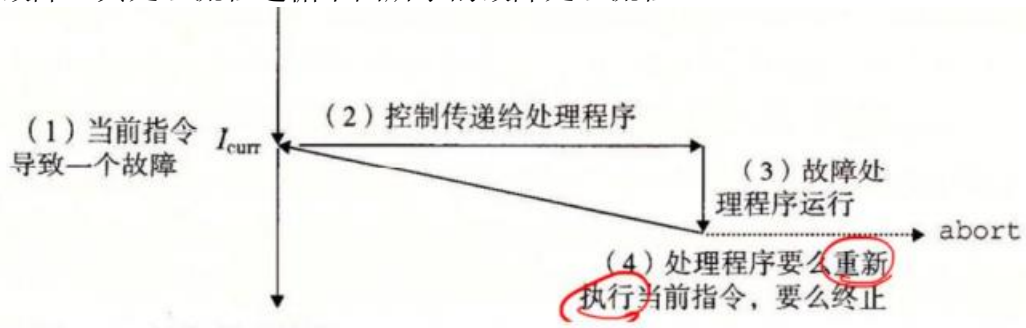 （1）当前指令
导致一个故障
Icurr
（2）控制传递给处理程序
（3）故障处
理程序运行
abort
（4）处理程序要么重新
执行当前指令，要么终止